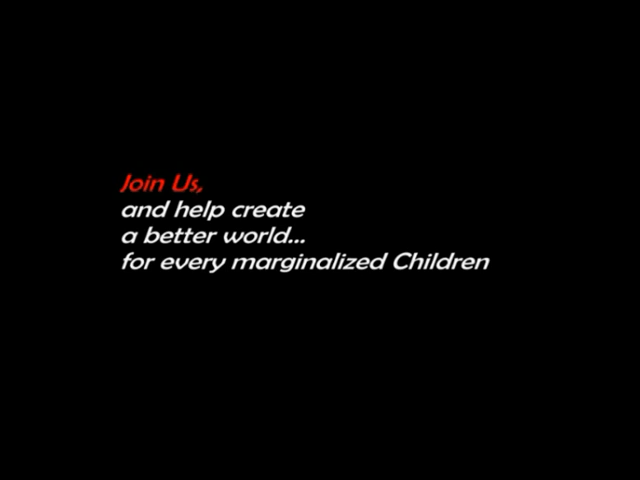 Join Us,
and help create
a better world...
for every marginalized Children